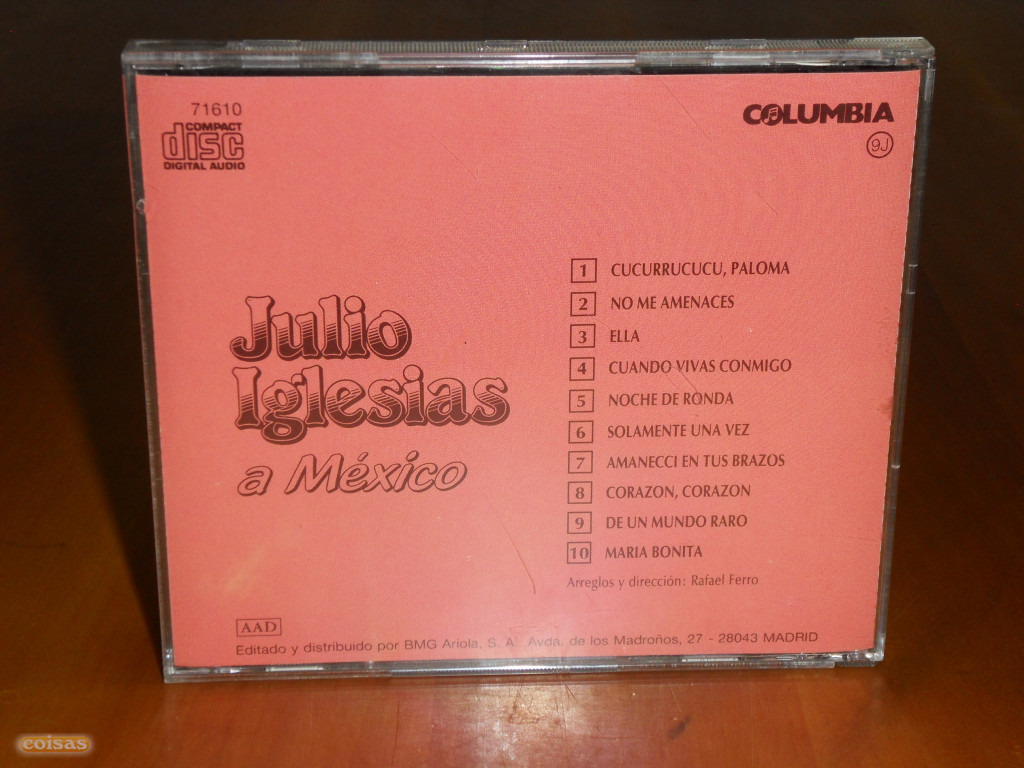 71610
COMPACT
disc
DIGITAL AUDIO
COLUMBIA
9J
Julio
Iglesias
a México
1 CUCURRUCUCU, PALOMA
2 NO ME AMENACES
3 ELLA
4 CUANDO VIVAS CONMIGO
5 NOCHE DE RONDA
6 SOLAMENTE UNA VEZ
7 AMANECCI EN TUS BRAZOS
8 CORAZON, CORAZON
9 DE UN MUNDO RARO
10 MARIA BONITA
Arreglos y dirección: Rafael Ferro
AAD
Editado y distribuido por BMG Ariola, S. A. Avda. de los Madroños, 27 - 28043 MADRID
coisas